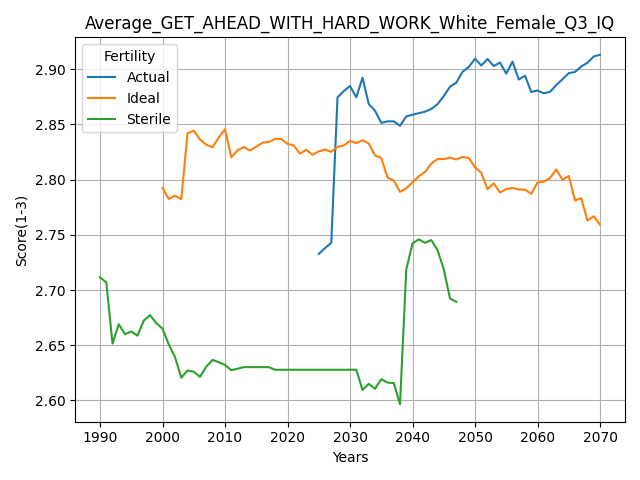 Average_GET_AHEAD_WITH_HARD_WORK_White_Female_Q3_IQ
Fertility
Actual
Ideal
Sterile
Score(1-3)
2.90
2.85
2.80
2.75
2.70
2.65
2.60
1990 2000 2010 2020 2030 2040 2050 2060 2070
Years